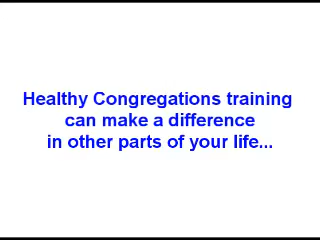 Healthy Congregations training
can make a difference
in other parts of your life...